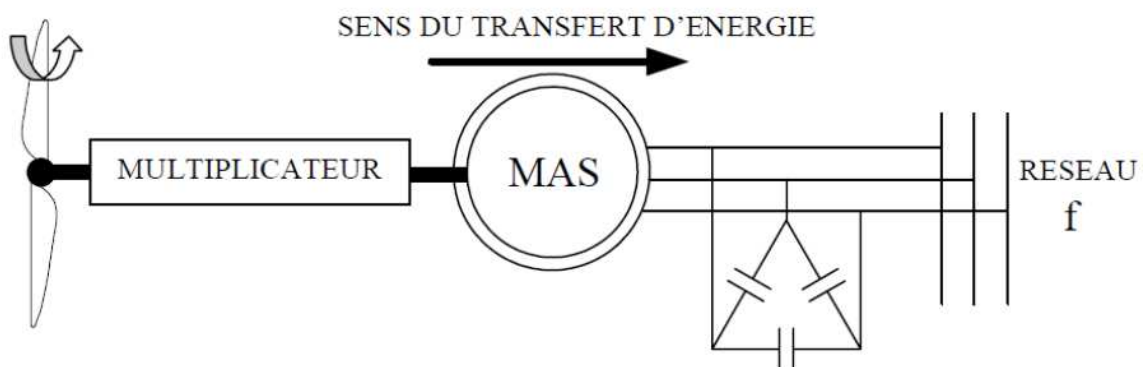 SENS DU TRANSFERT D'ENERGIE
MULTIPLICATEUR
MAS
RESEAU
f